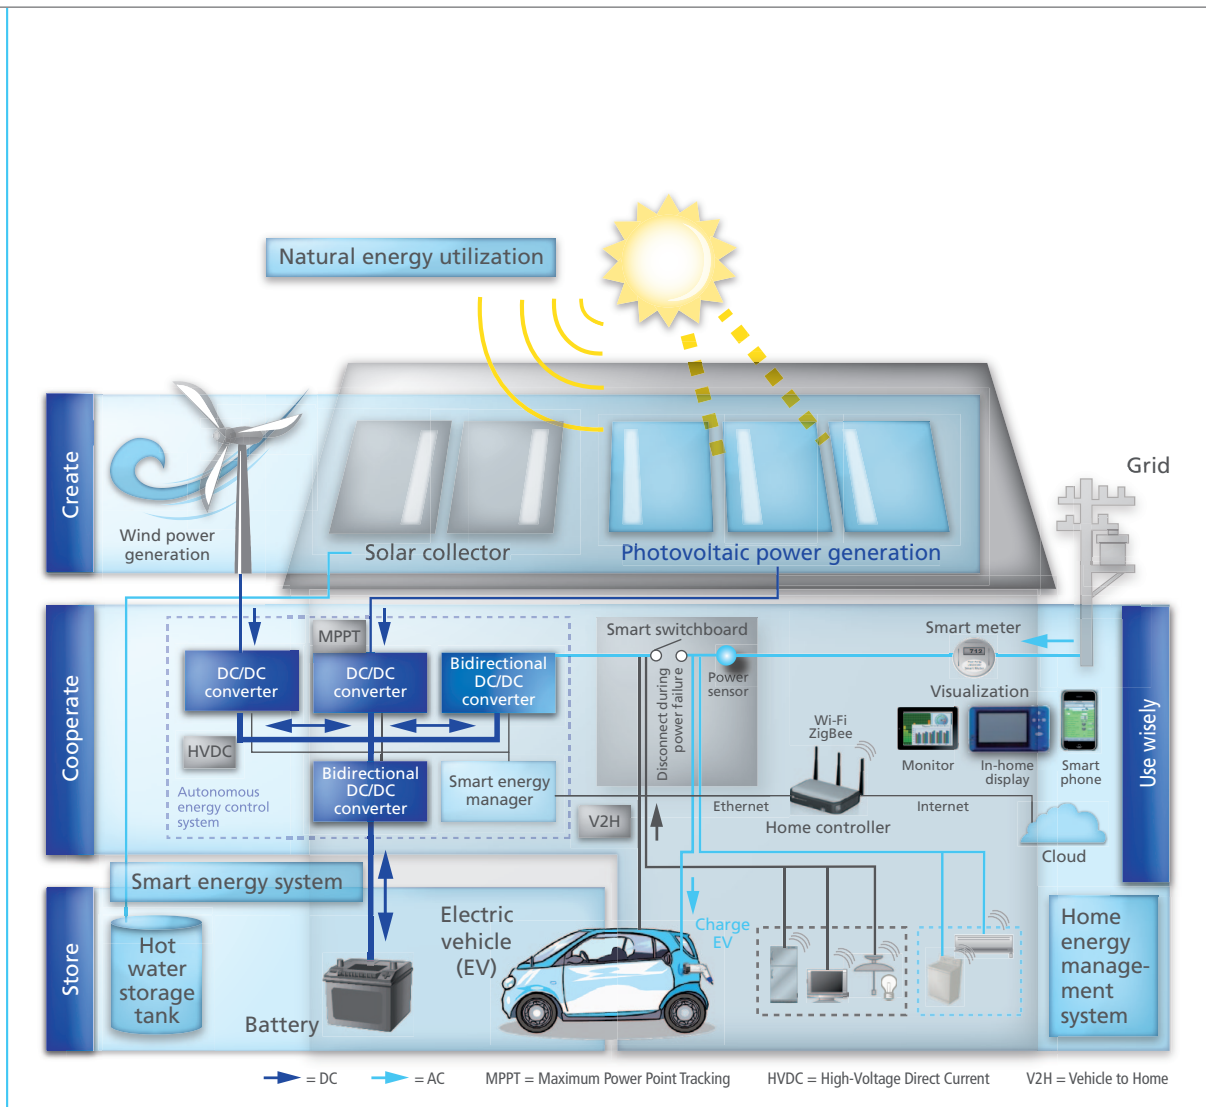 Natural energy utilization
Grid
Create
Wind power
generation
Solar collector
Photovoltaic power generation
Cooperate
MPPT
DC/DC
converter
DC/DC
converter
Bidirectional
DC/DC
converter
HVDC
Autonomous
energy control
system
Bidirectional
DC/DC
converter
Smart energy
manager
Smart switchboard
Disconnect during
power failure
Power
sensor
V2H
Smart meter
713
Visualization
Monitor
In-home
display
Smart
phone
Wi-Fi
ZigBee
Ethernet
Internet
Home controller
Cloud
Use wisely
Smart energy system
Store
Hot
water
storage
tank
Battery
Electric
vehicle
(EV)
Charge
EV
Home
energy
manage-
ment
system
= DC
= AC
MPPT = Maximum Power Point Tracking
HVDC = High-Voltage Direct Current
V2H = Vehicle to Home